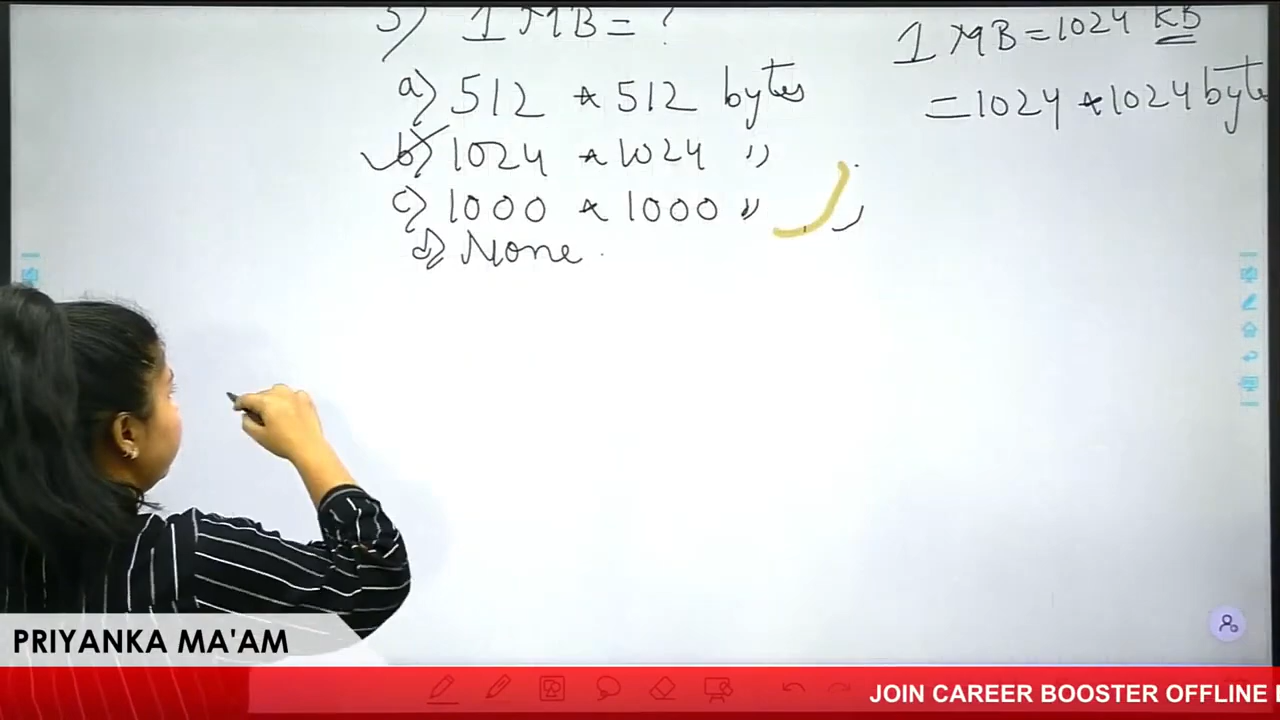 5) 1 MB = ?
a) 512 * 512 bytes
b) 1024 * 1024 "
c) 1000 * 1000 "
d) None.
1 MB = 1024 KB
= 1024 * 1024 bytes
PRIYANKA MA'AM
JOIN CAREER BOOSTER OFFLINE